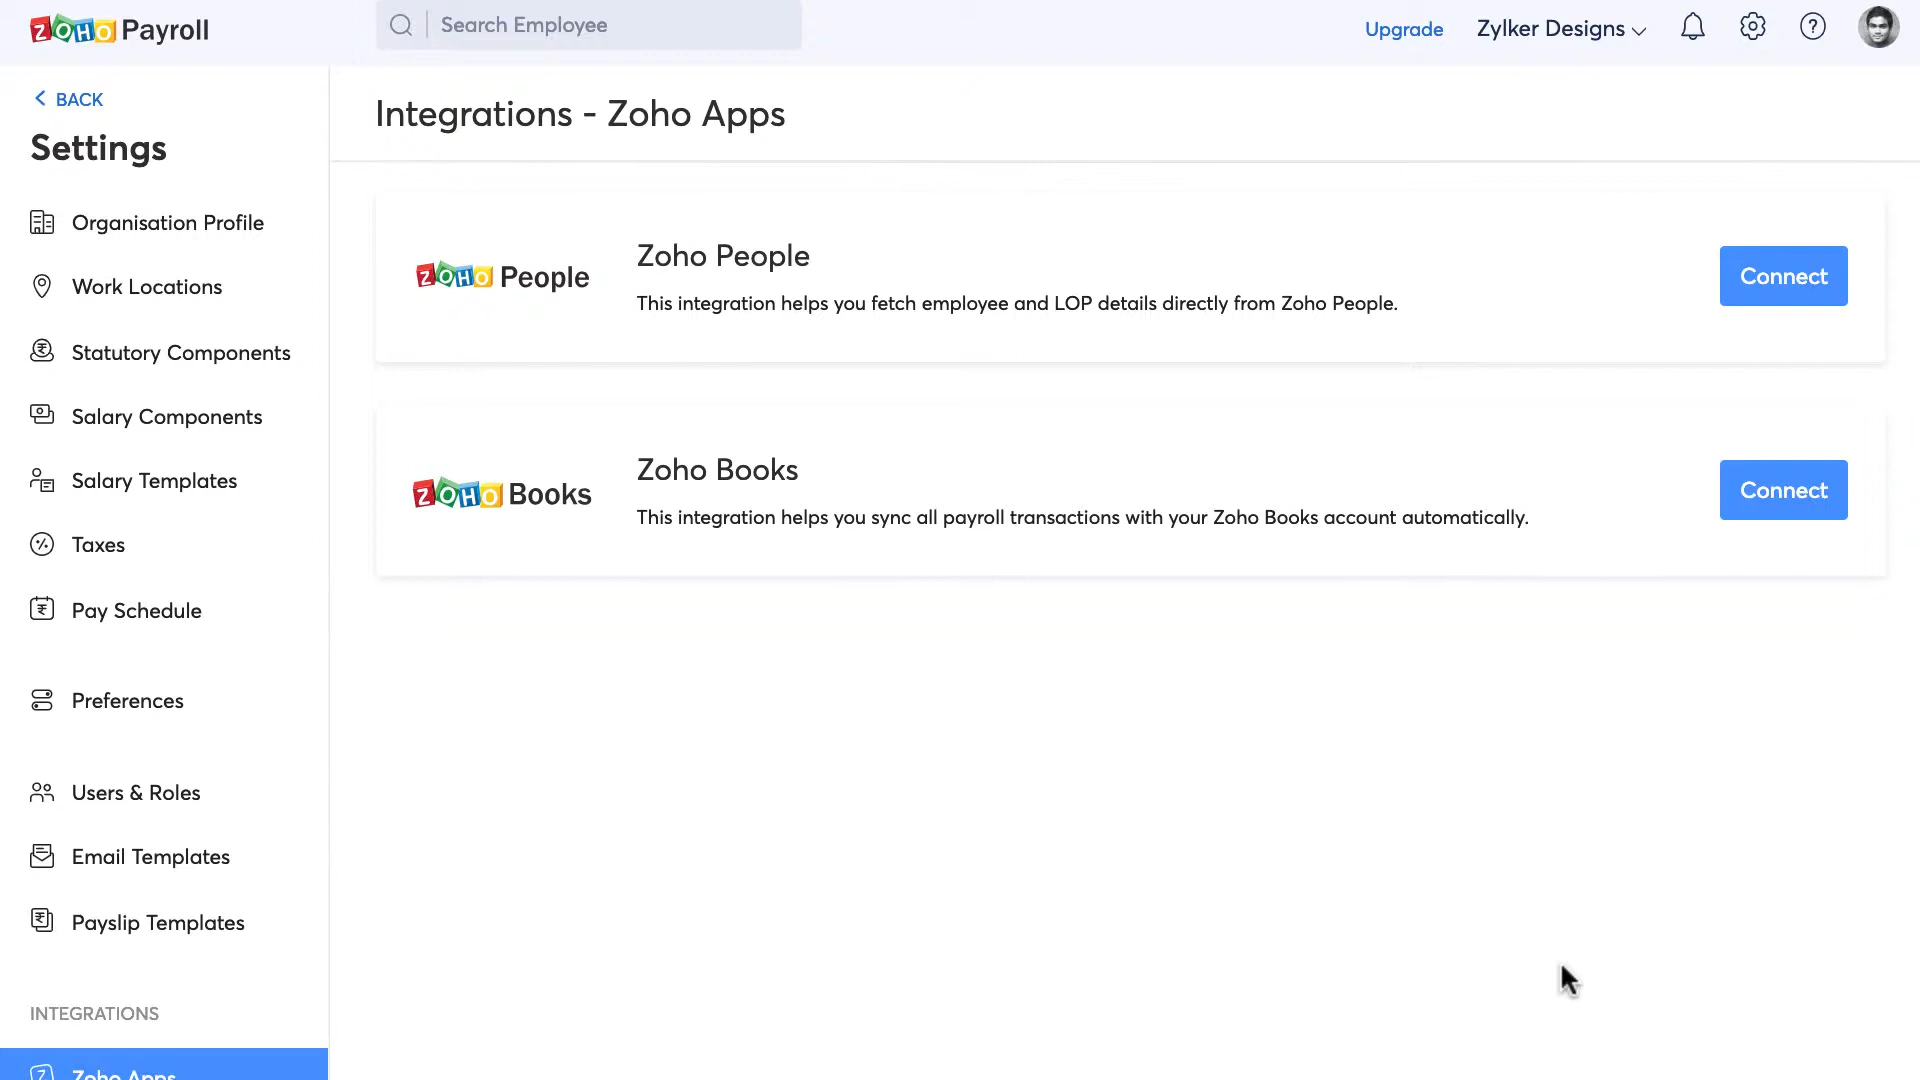 ZOHO Payroll
Search Employee
Upgrade
Zylker Designs
BACK
Settings
Organisation Profile
Work Locations
Statutory Components
Salary Components
Salary Templates
Taxes
Pay Schedule
Preferences
Users & Roles
Email Templates
Payslip Templates
INTEGRATIONS
Zoho Apps
Integrations - Zoho Apps
ZOHO People
Zoho People
This integration helps you fetch employee and LOP details directly from Zoho People.
Connect
ZOHO Books
Zoho Books
This integration helps you sync all payroll transactions with your Zoho Books account automatically.
Connect